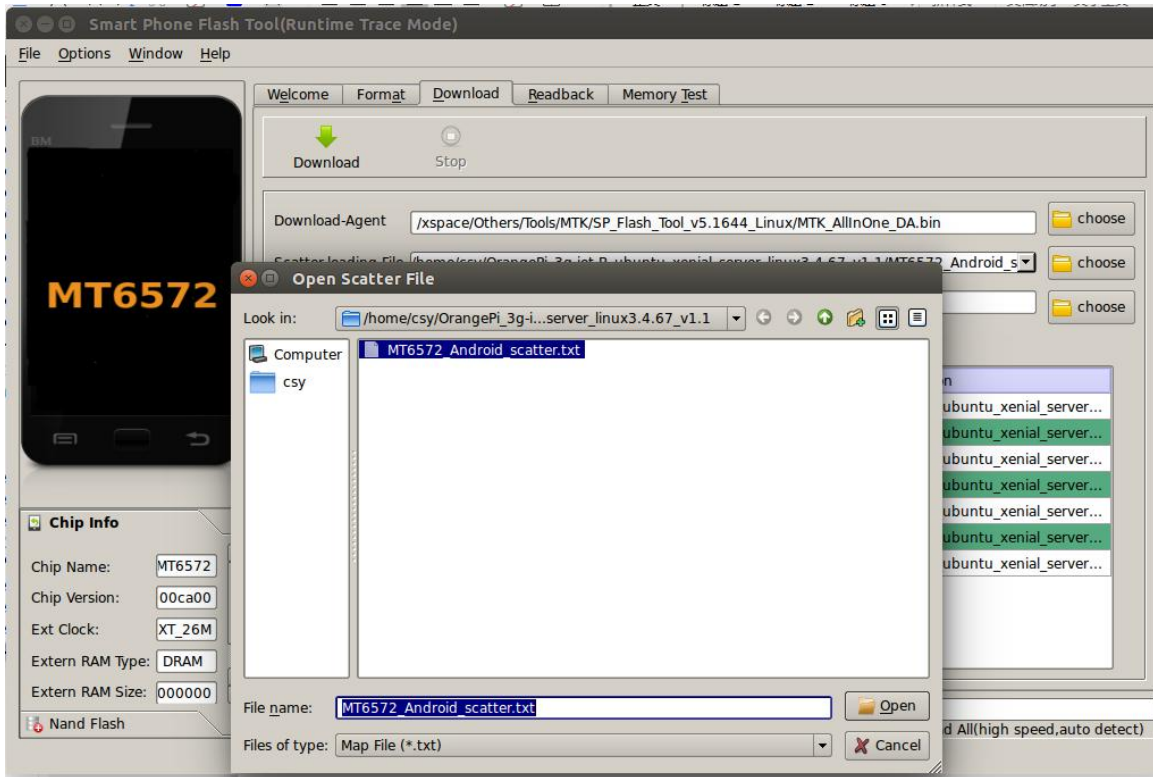 Smart Phone Flash Tool(Runtime Trace Mode)
File Options Window Help
Welcome Format Download Readback Memory Test
BM
Download Stop
Download-Agent /xspace/Others/Tools/MTK/SP_Flash_Tool_v5.1644_Linux/MTK_AllInOne_DA.bin choose
_Android_s choose
choose
MT6572
Open Scatter File
Look in: /home/csy/OrangePi_3g-i...server_linux3.4.67_v1.1
Computer
csy
MT6572_Android_scatter.txt
n
ubuntu_xenial_server...
ubuntu_xenial_server...
ubuntu_xenial_server...
ubuntu_xenial_server...
ubuntu_xenial_server...
ubuntu_xenial_server...
ubuntu_xenial_server...
Chip Info
Chip Name: MT6572
Chip Version: 00ca00
Ext Clock: XT_26M
Extern RAM Type: DRAM
Extern RAM Size: 000000
Nand Flash
File name: MT6572_Android_scatter.txt Open
Files of type: Map File (*.txt) Cancel
d All(high speed,auto detect)